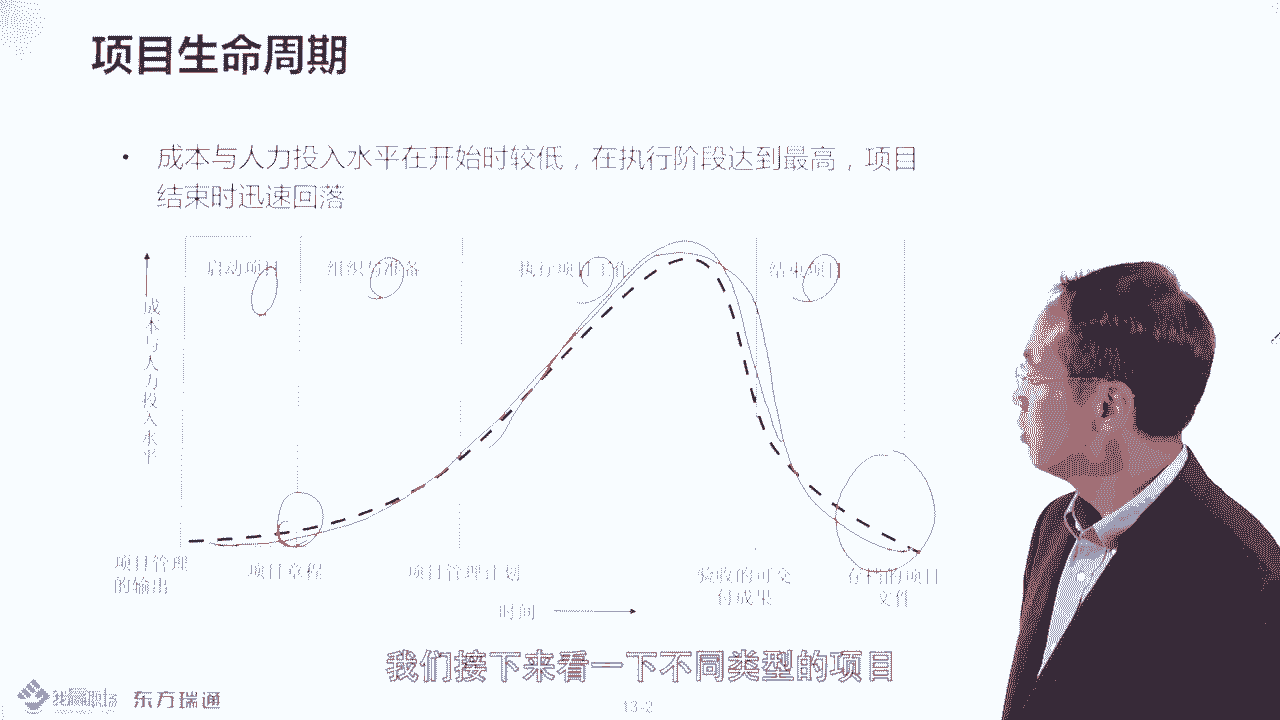 项目生命周期
• 成本与人力投入水平在开始时较低，在执行阶段达到最高，项目
结束时迅速回落
启动项目
组织与准备
执行项目工作
结束项目
成本与人力投入水平
项目管理
的输出
项目章程
项目管理计划
验收的可交
付成果
存档的项目
文件
时间
我们接下来看一下不同类型的项目
东方瑞通
13-2